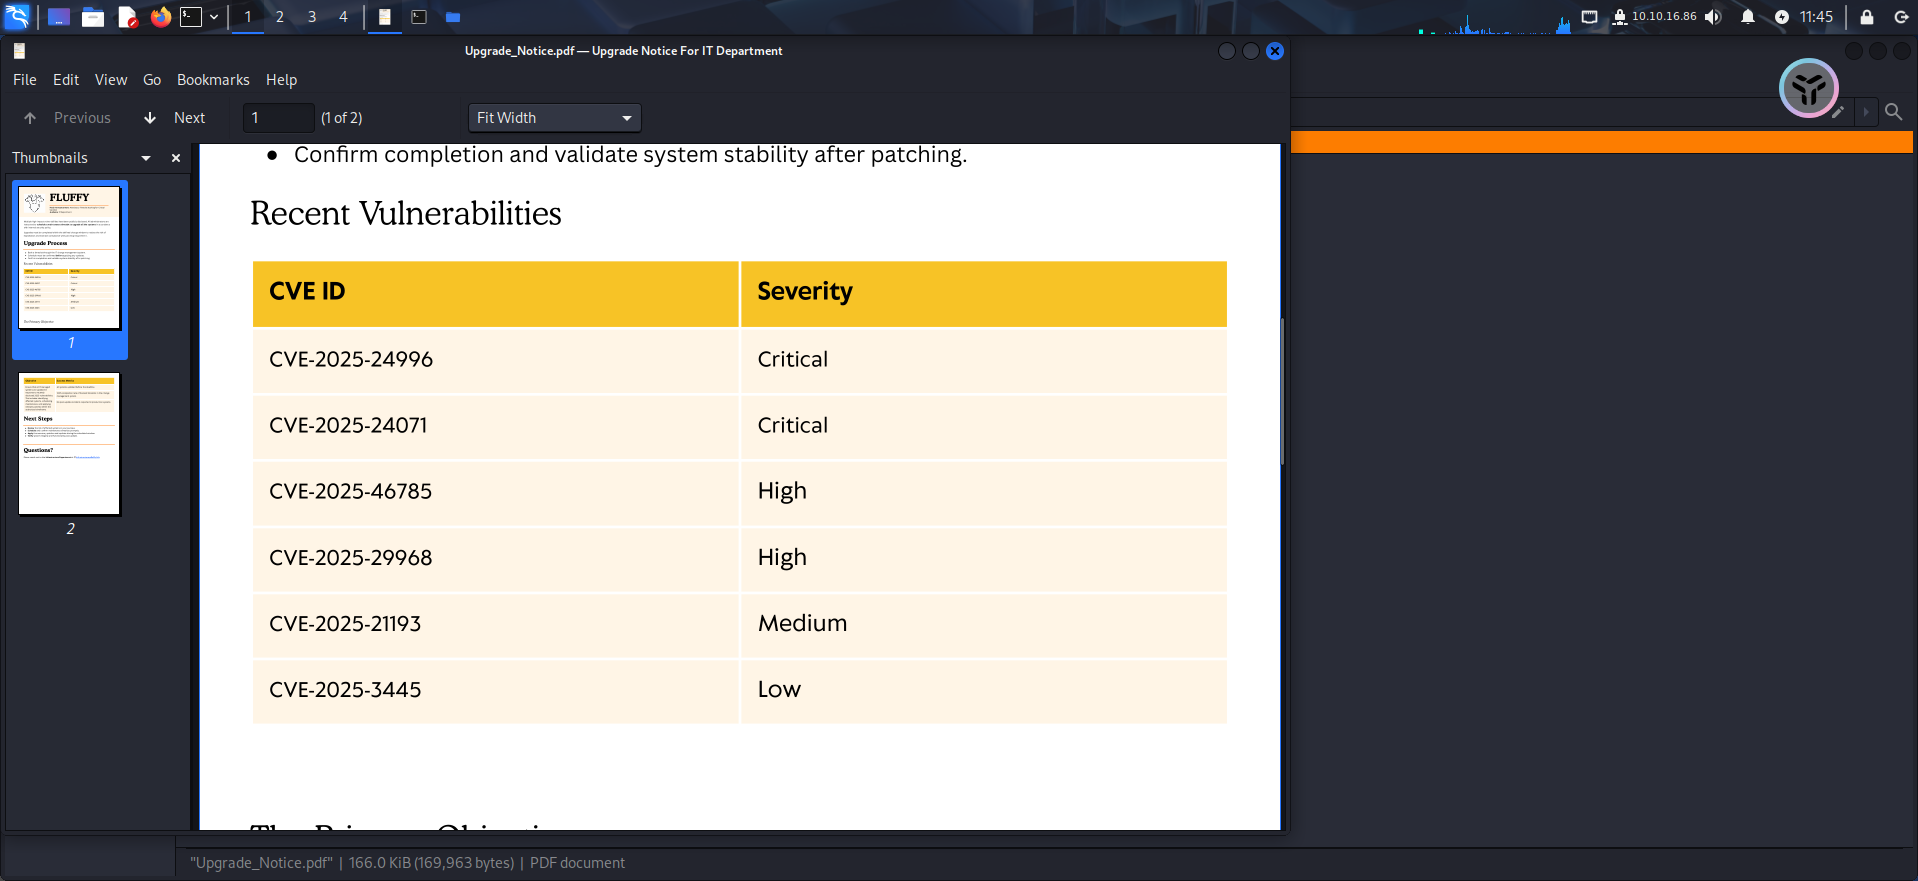 1
2
3
4
10.10.16.86
11:45
Upgrade_Notice.pdf — Upgrade Notice For IT Department
File Edit View Go Bookmarks Help
Previous
Next
1
(1 of 2)
Fit Width
Thumbnails
FLUFFY
Upgrade Process
1
Next Steps
Questions?
2
• Confirm completion and validate system stability after patching.
Recent Vulnerabilities
CVE ID Severity
CVE-2025-24996 Critical
CVE-2025-24071 Critical
CVE-2025-46785 High
CVE-2025-29968 High
CVE-2025-21193 Medium
CVE-2025-3445 Low
"Upgrade_Notice.pdf" | 166.0 KiB (169,963 bytes) | PDF document